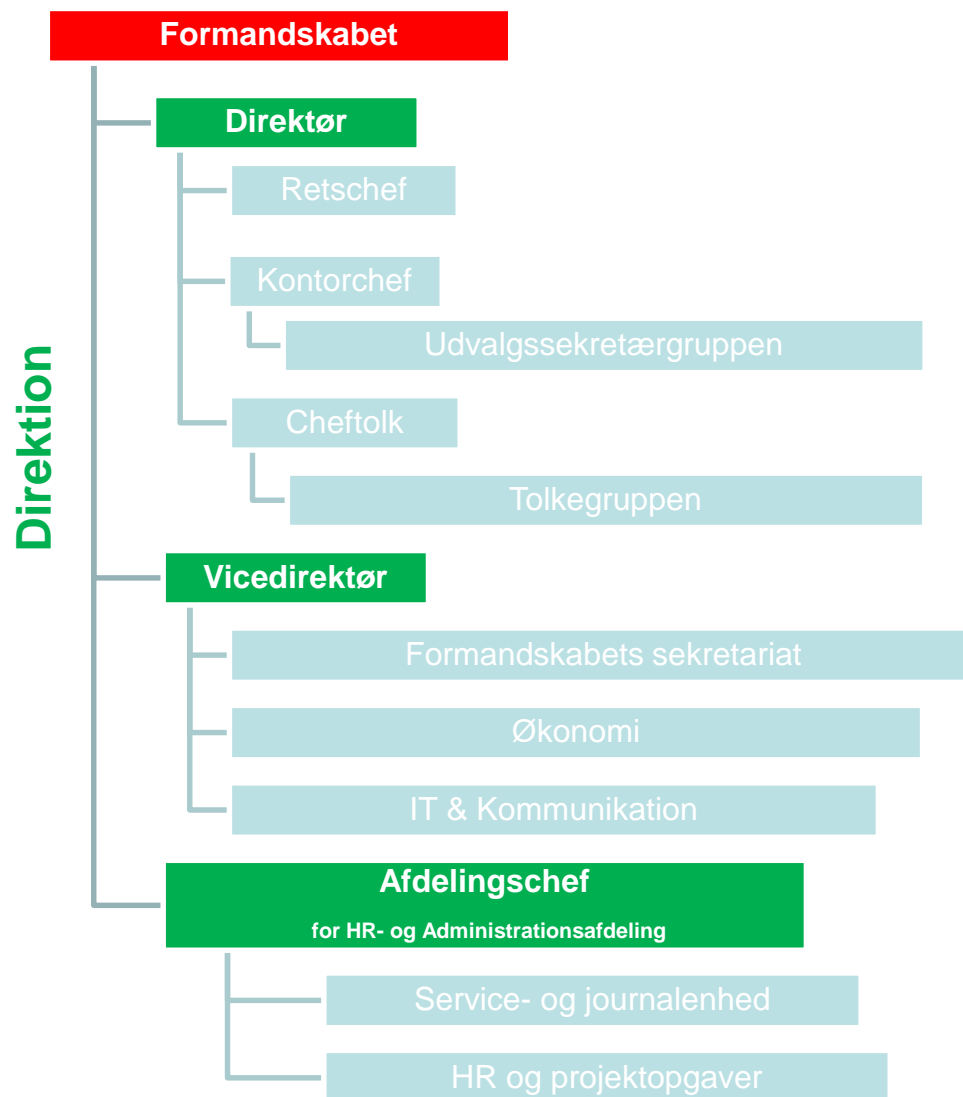 Formandskabet
Direktør
Retschef
Kontorchef
Udvalgssekretærgruppen
Cheftolk
Tolkegruppen
Direktion
Vicedirektør
Formandskabets sekretariat
Økonomi
IT & Kommunikation
Afdelingschef
for HR- og Administrationsafdeling
Service- og journalenhed
HR og projektopgaver